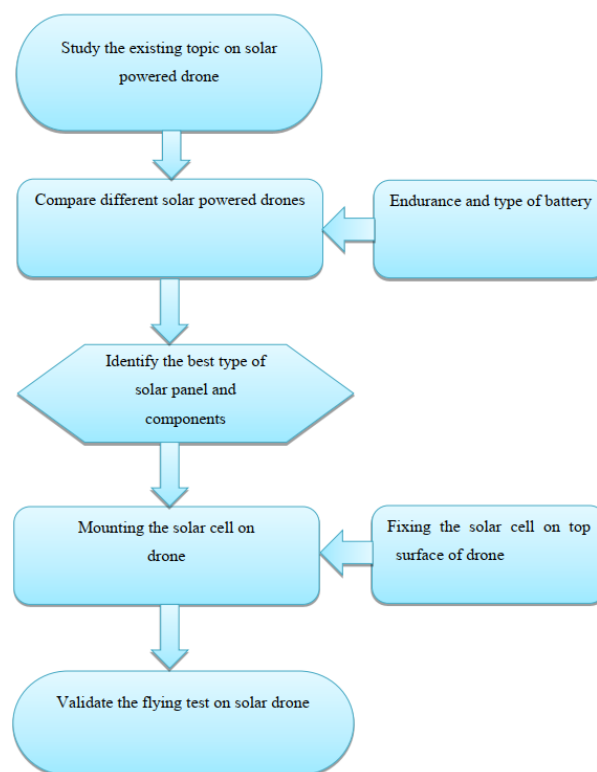 Study the existing topic on solar
powered drone
Compare different solar powered drones
Endurance and type of battery
Identify the best type of
solar panel and
components
Mounting the solar cell on
drone
Fixing the solar cell on top
surface of drone
Validate the flying test on solar drone